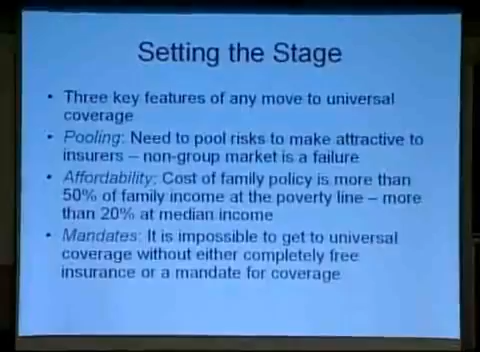 Setting the Stage
• Three key features of any move to universal
coverage
• Pooling: Need to pool risks to make attractive to
insurers – non-group market is a failure
• Affordability: Cost of family policy is more than
50% of family income at the poverty line – more
than 20% at median income
• Mandates: It is impossible to get to universal
coverage without either completely free
insurance or a mandate for coverage